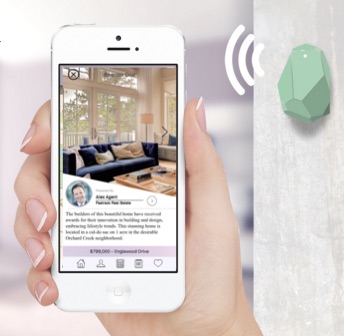 Presented By
Alex Agent
Fashion Real Estate
The builders of this beautiful home have received
awards for their innovation in building and design,
embracing lifestyle trends. This stunning home is
located in a cul-de-sac on 1 acre in the desirable
Orchard Creek neighborhood.
$799,000 - Englewood Drive